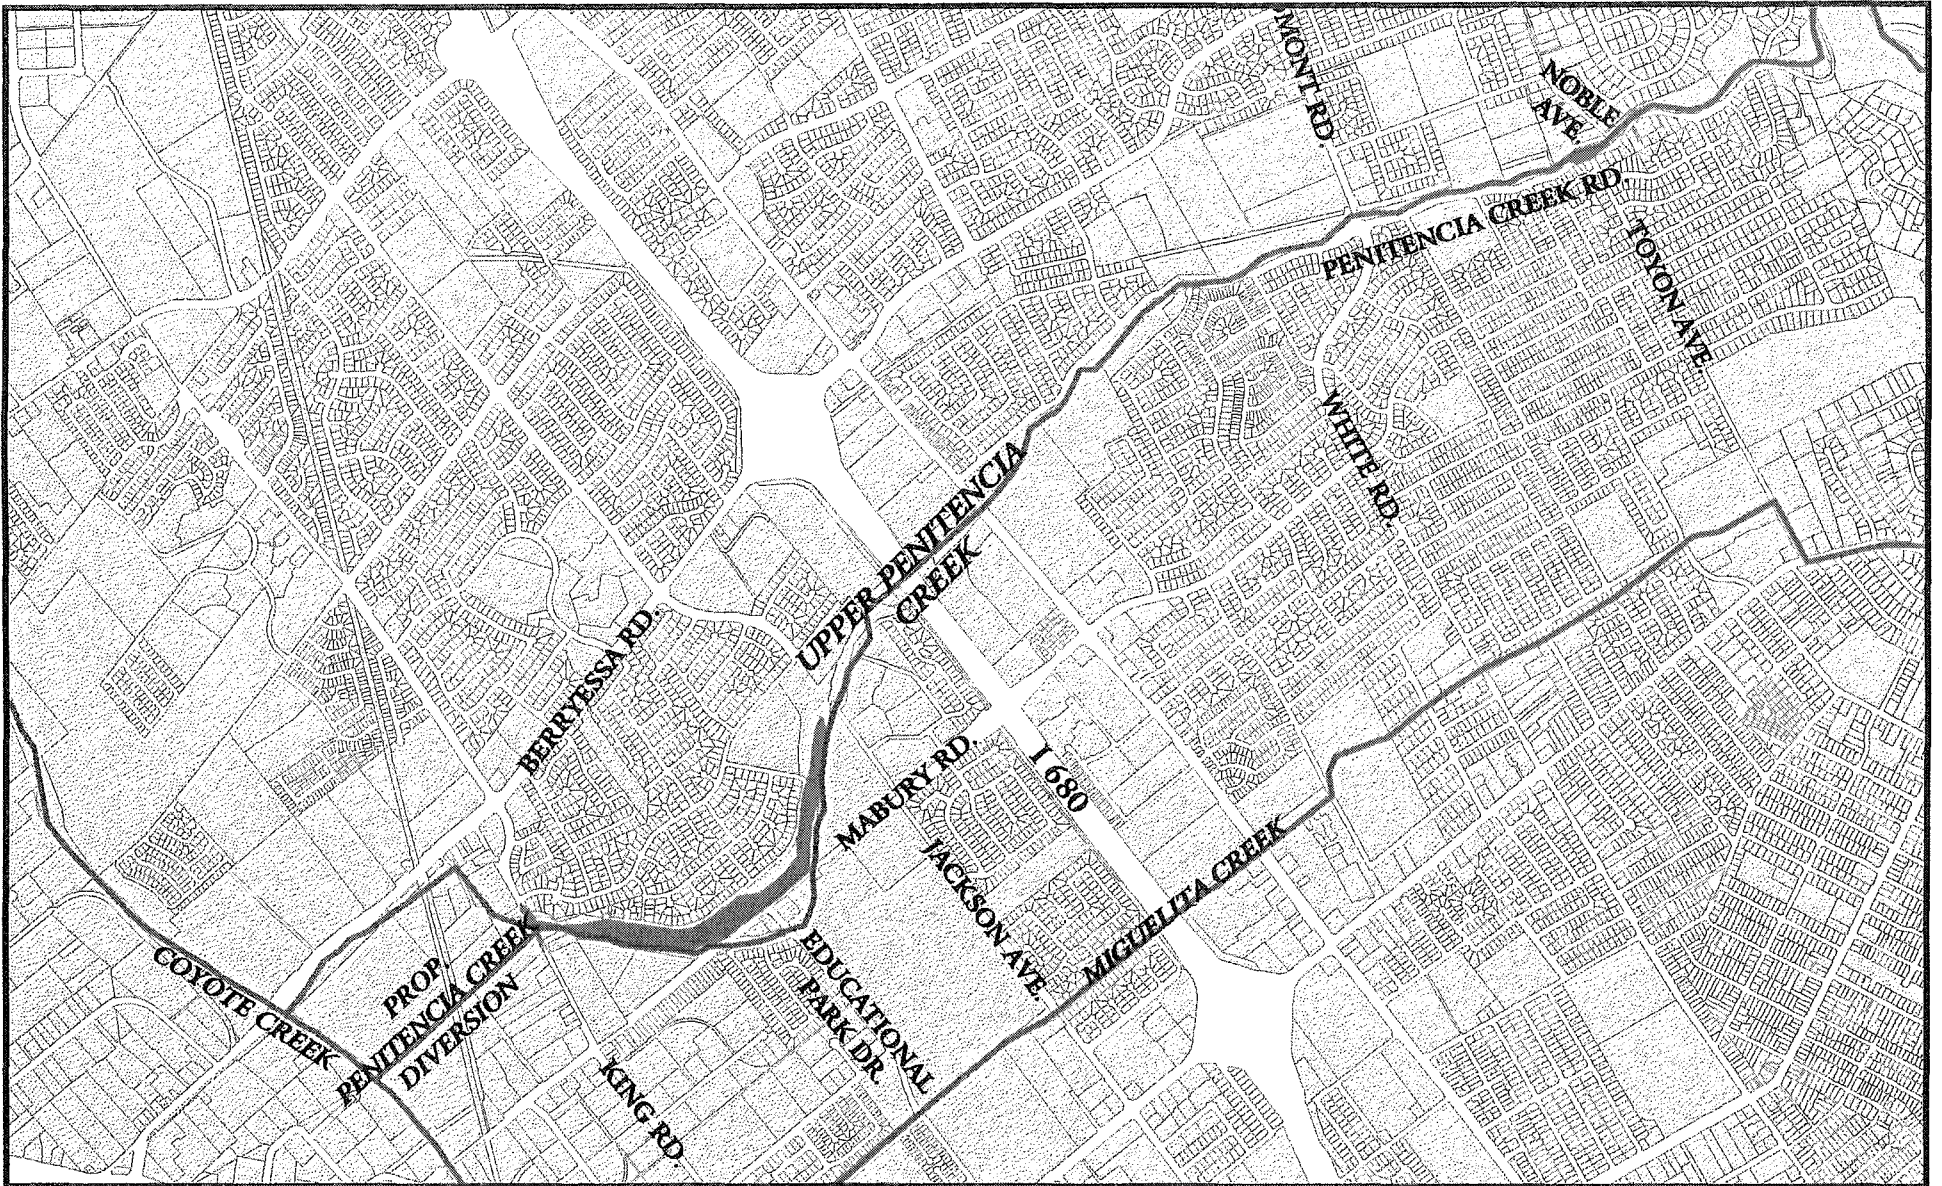 MONT RD.
NOBLE
AVE.
PENITENCIA CREEK RD.
TOYON AVE.
WHITE RD.
UPPER PENITENCIA
CREEK
BERRYESSA RD.
MABURY RD.
I 680
JACKSON AVE.
MIGUELITA CREEK
EDUCATIONAL
PARK DR.
COYOTE CREEK
PROP
PENITENCIA CREEK
DIVERSION
KING RD.